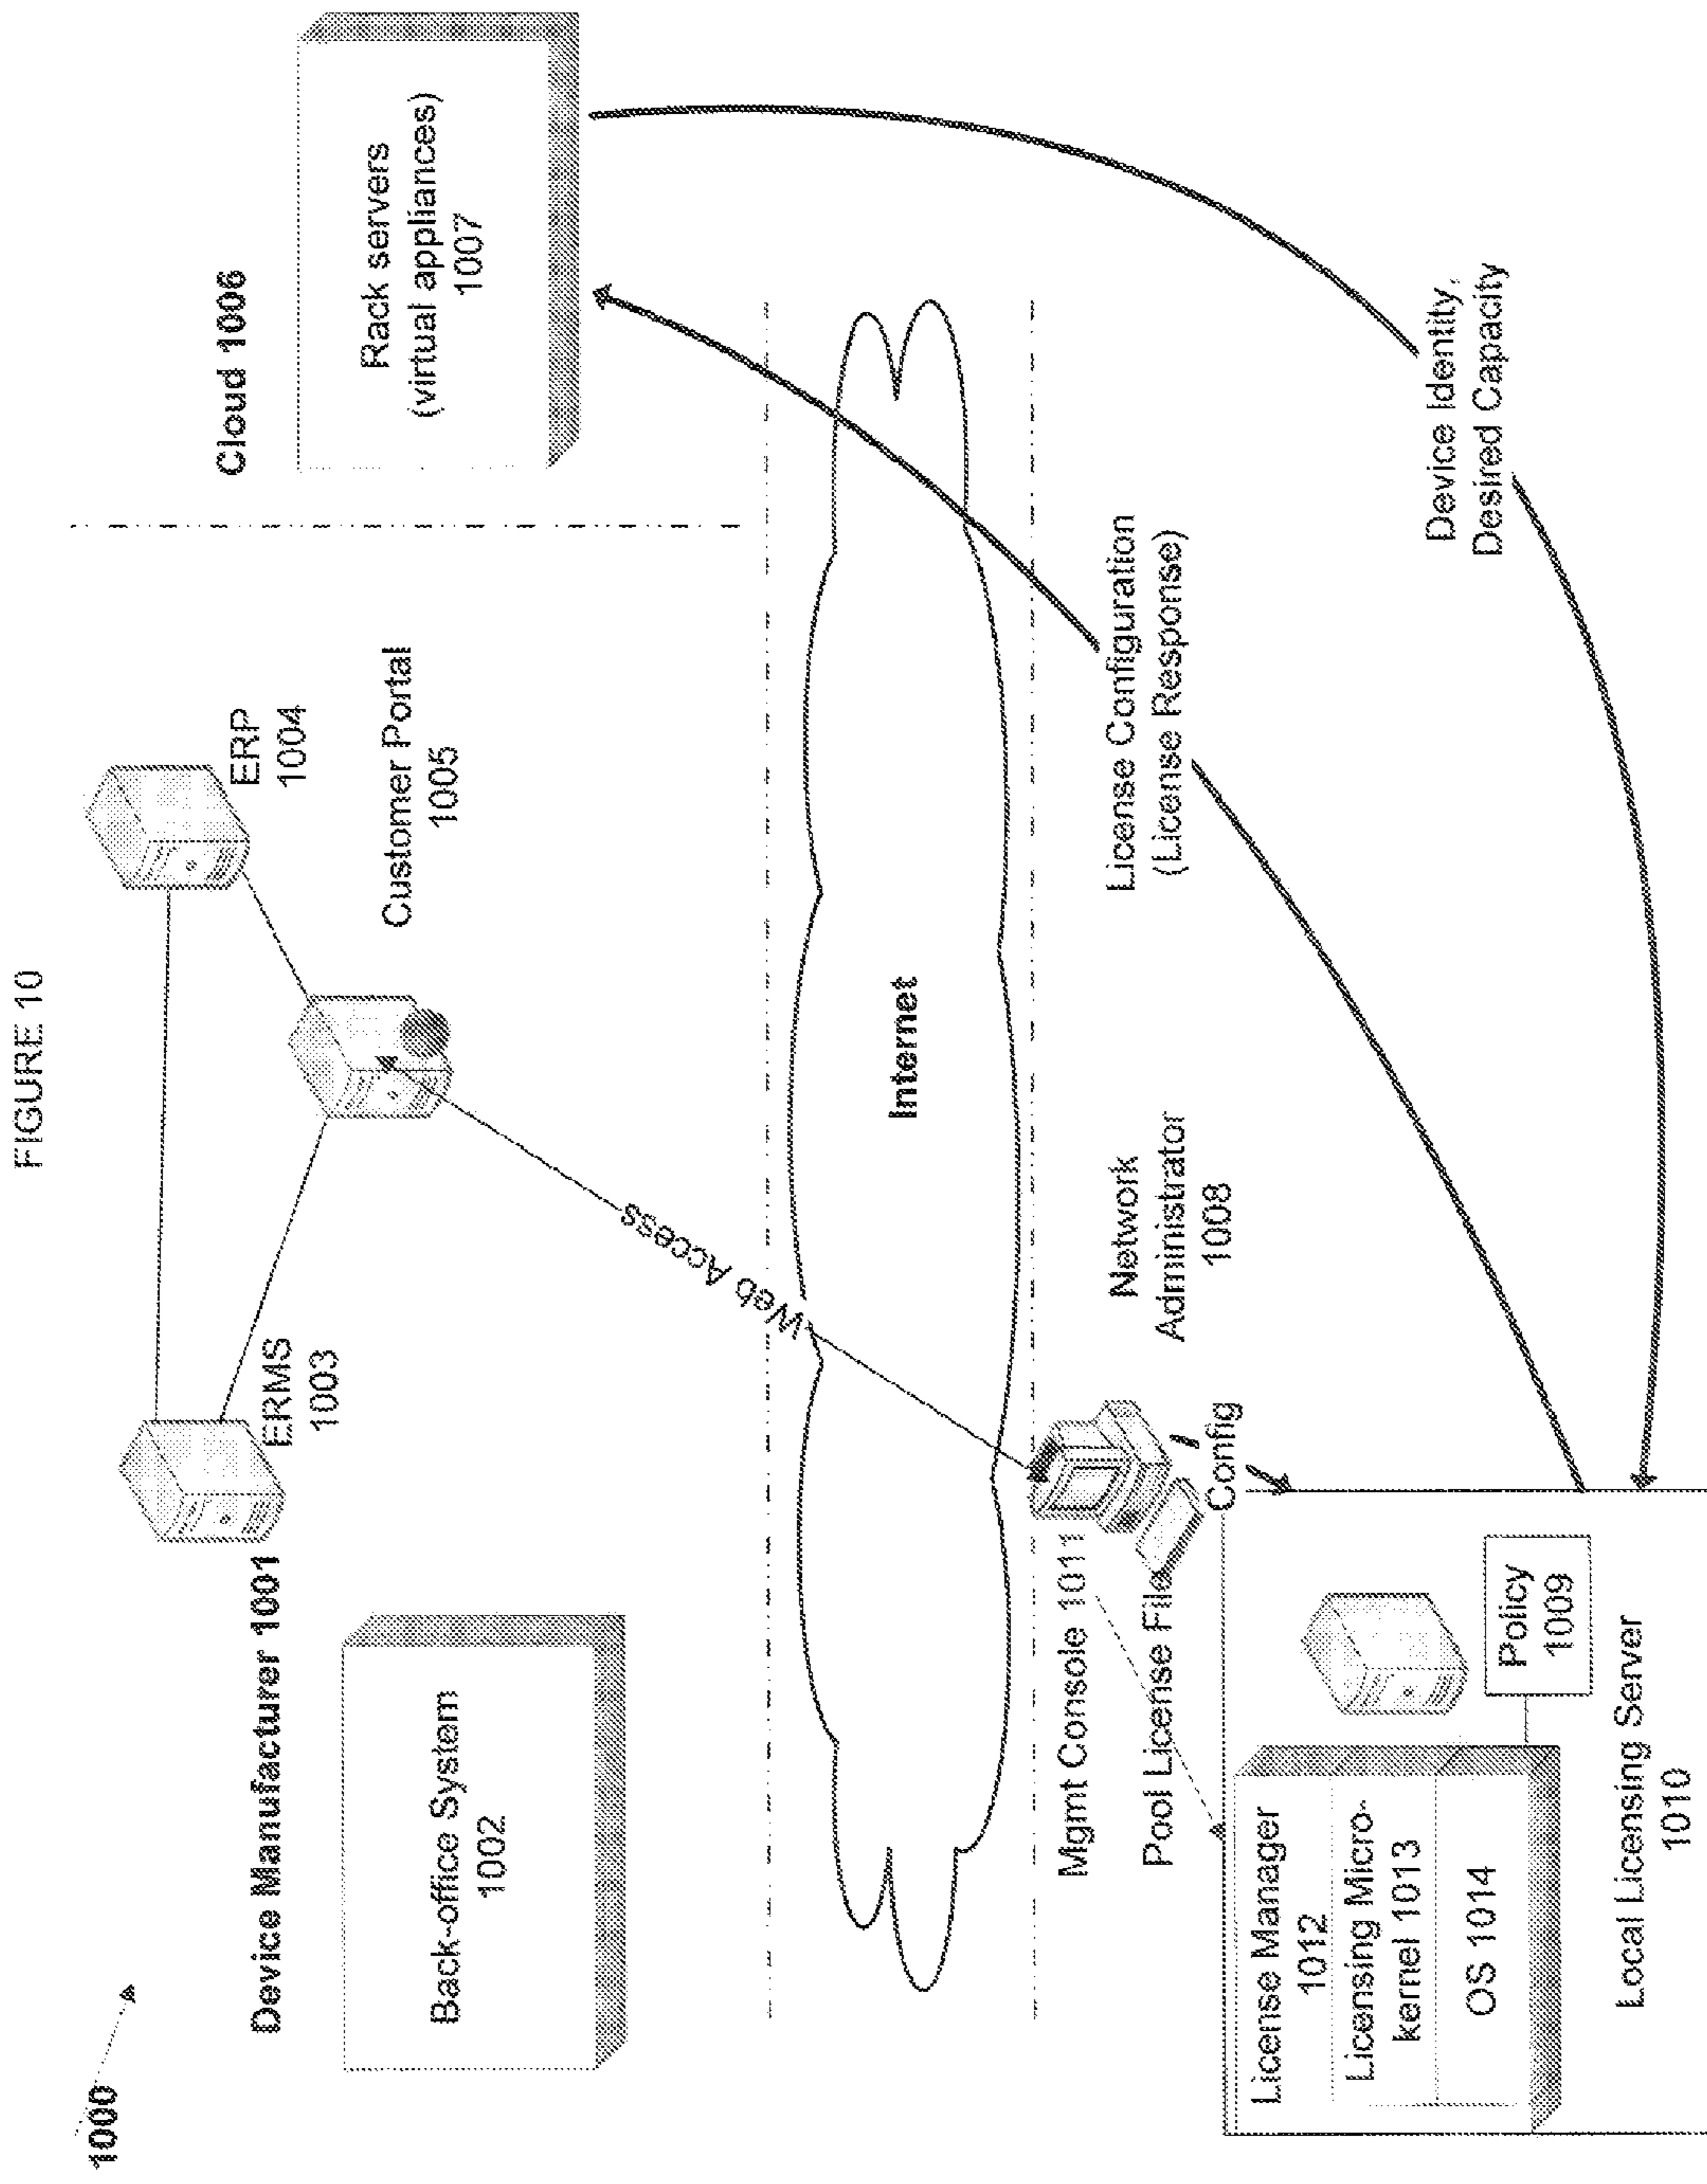 FIGURE 10
1000
Device Manufacturer 1001
Back-office System
1002
ERMS
1003
ERP
1004
Customer Portal
1005
Cloud 1006
Rack servers
(virtual appliances)
1007
Web Access
Internet
Mgmt Console 1011
Pool License File
Config
Network
Administrator
1008
License Configuration
(License Response)
Device Identity,
Desired Capacity
License Manager
1012
Licensing Micro-
kernel 1013
OS 1014
Policy
1009
Local Licensing Server
1010